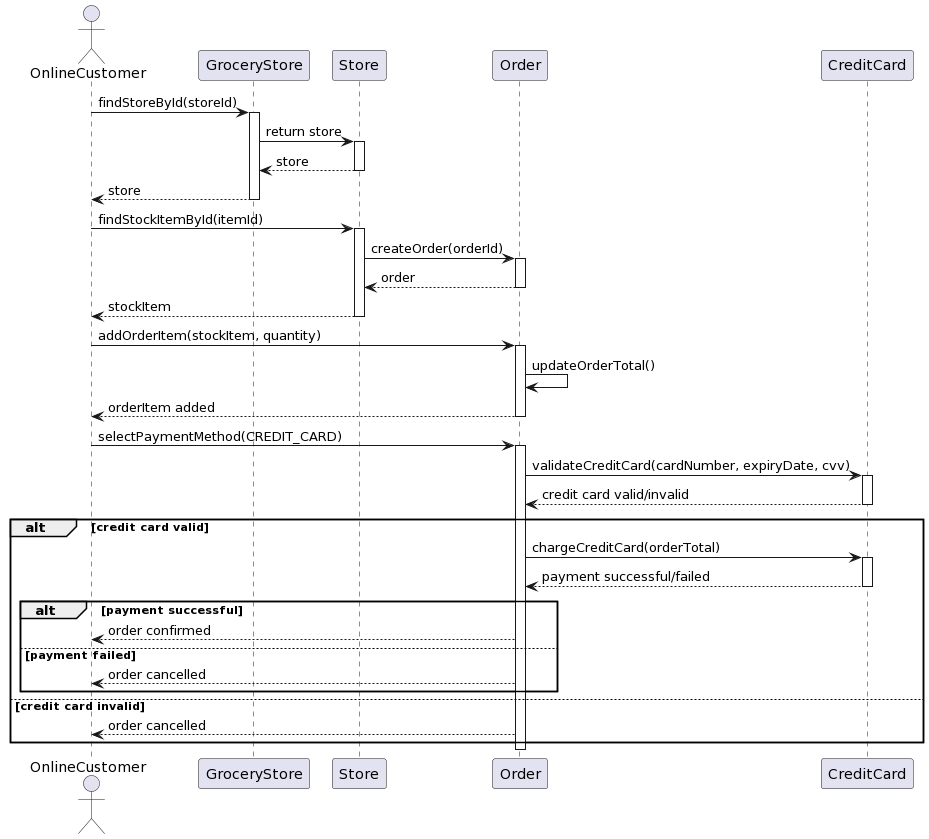 OnlineCustomer
GroceryStore
Store
Order
CreditCard
findStoreById(storeId)
return store
store
store
findStockItemById(itemId)
createOrder(orderId)
order
stockItem
addOrderItem(stockItem, quantity)
updateOrderTotal()
orderItem added
selectPaymentMethod(CREDIT_CARD)
validateCreditCard(cardNumber, expiryDate, cvv)
credit card valid/invalid
alt
[credit card valid]
chargeCreditCard(orderTotal)
payment successful/failed
alt
[payment successful]
order confirmed
[payment failed]
order cancelled
[credit card invalid]
order cancelled
OnlineCustomer
GroceryStore
Store
Order
CreditCard